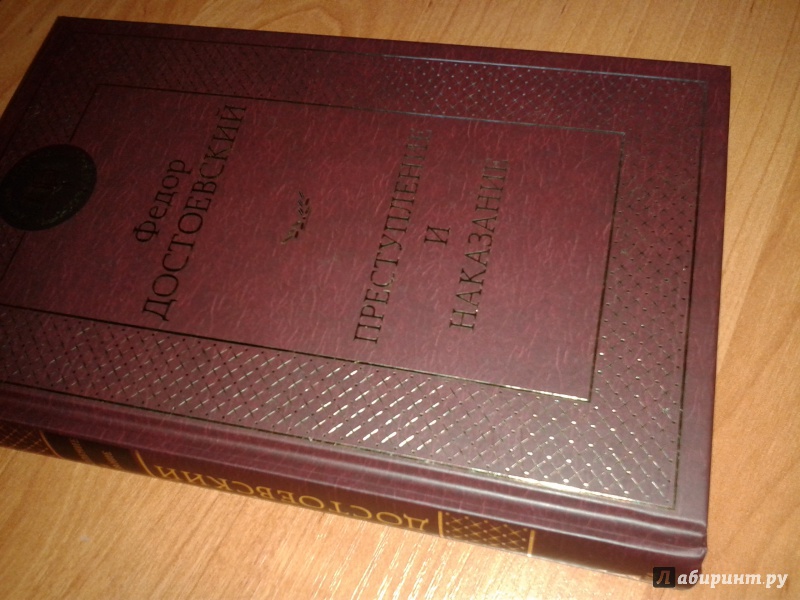 Федор
ДОСТОЕВСКИЙ
ПРЕСТУПЛЕНИЕ
И
НАКАЗАНИЕ
ДОСТОЕВСКИЙ
Лабиринт.ру